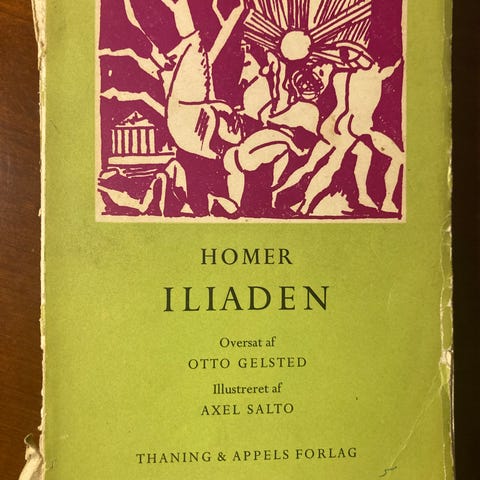 HOMER
ILIADEN
Oversat af
OTTO GELSTED
Illustreret af
AXEL SALTO
THANING & APPELS FORLAG